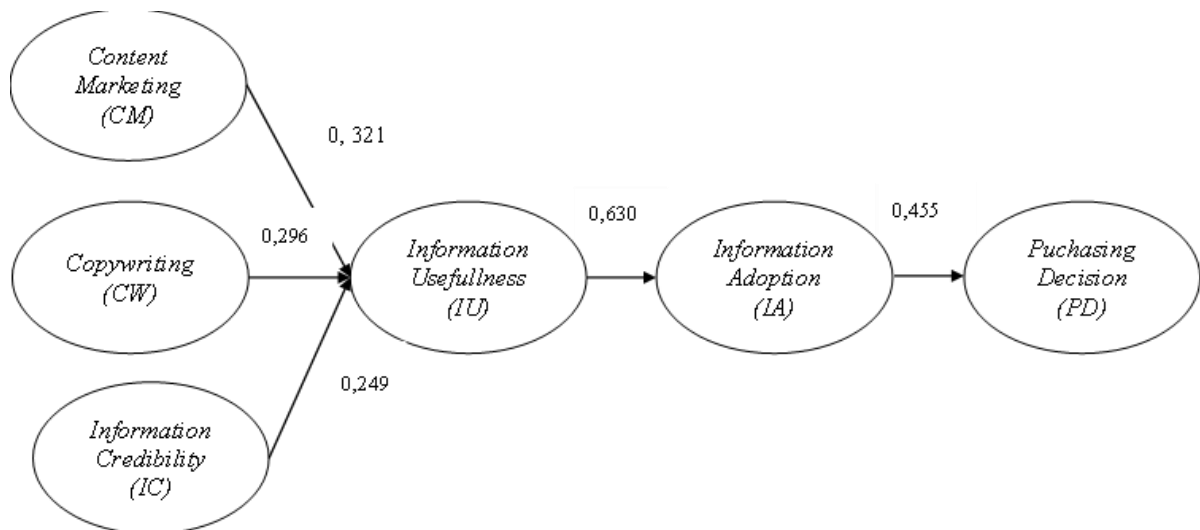 Content
Marketing
(CM)
0, 321
Copywriting
(CW)
0,296
Information
Usefullness
(IU)
0,630
Information
Adoption
(IA)
0,455
Puchasing
Decision
(PD)
0,249
Information
Credibility
(IC)